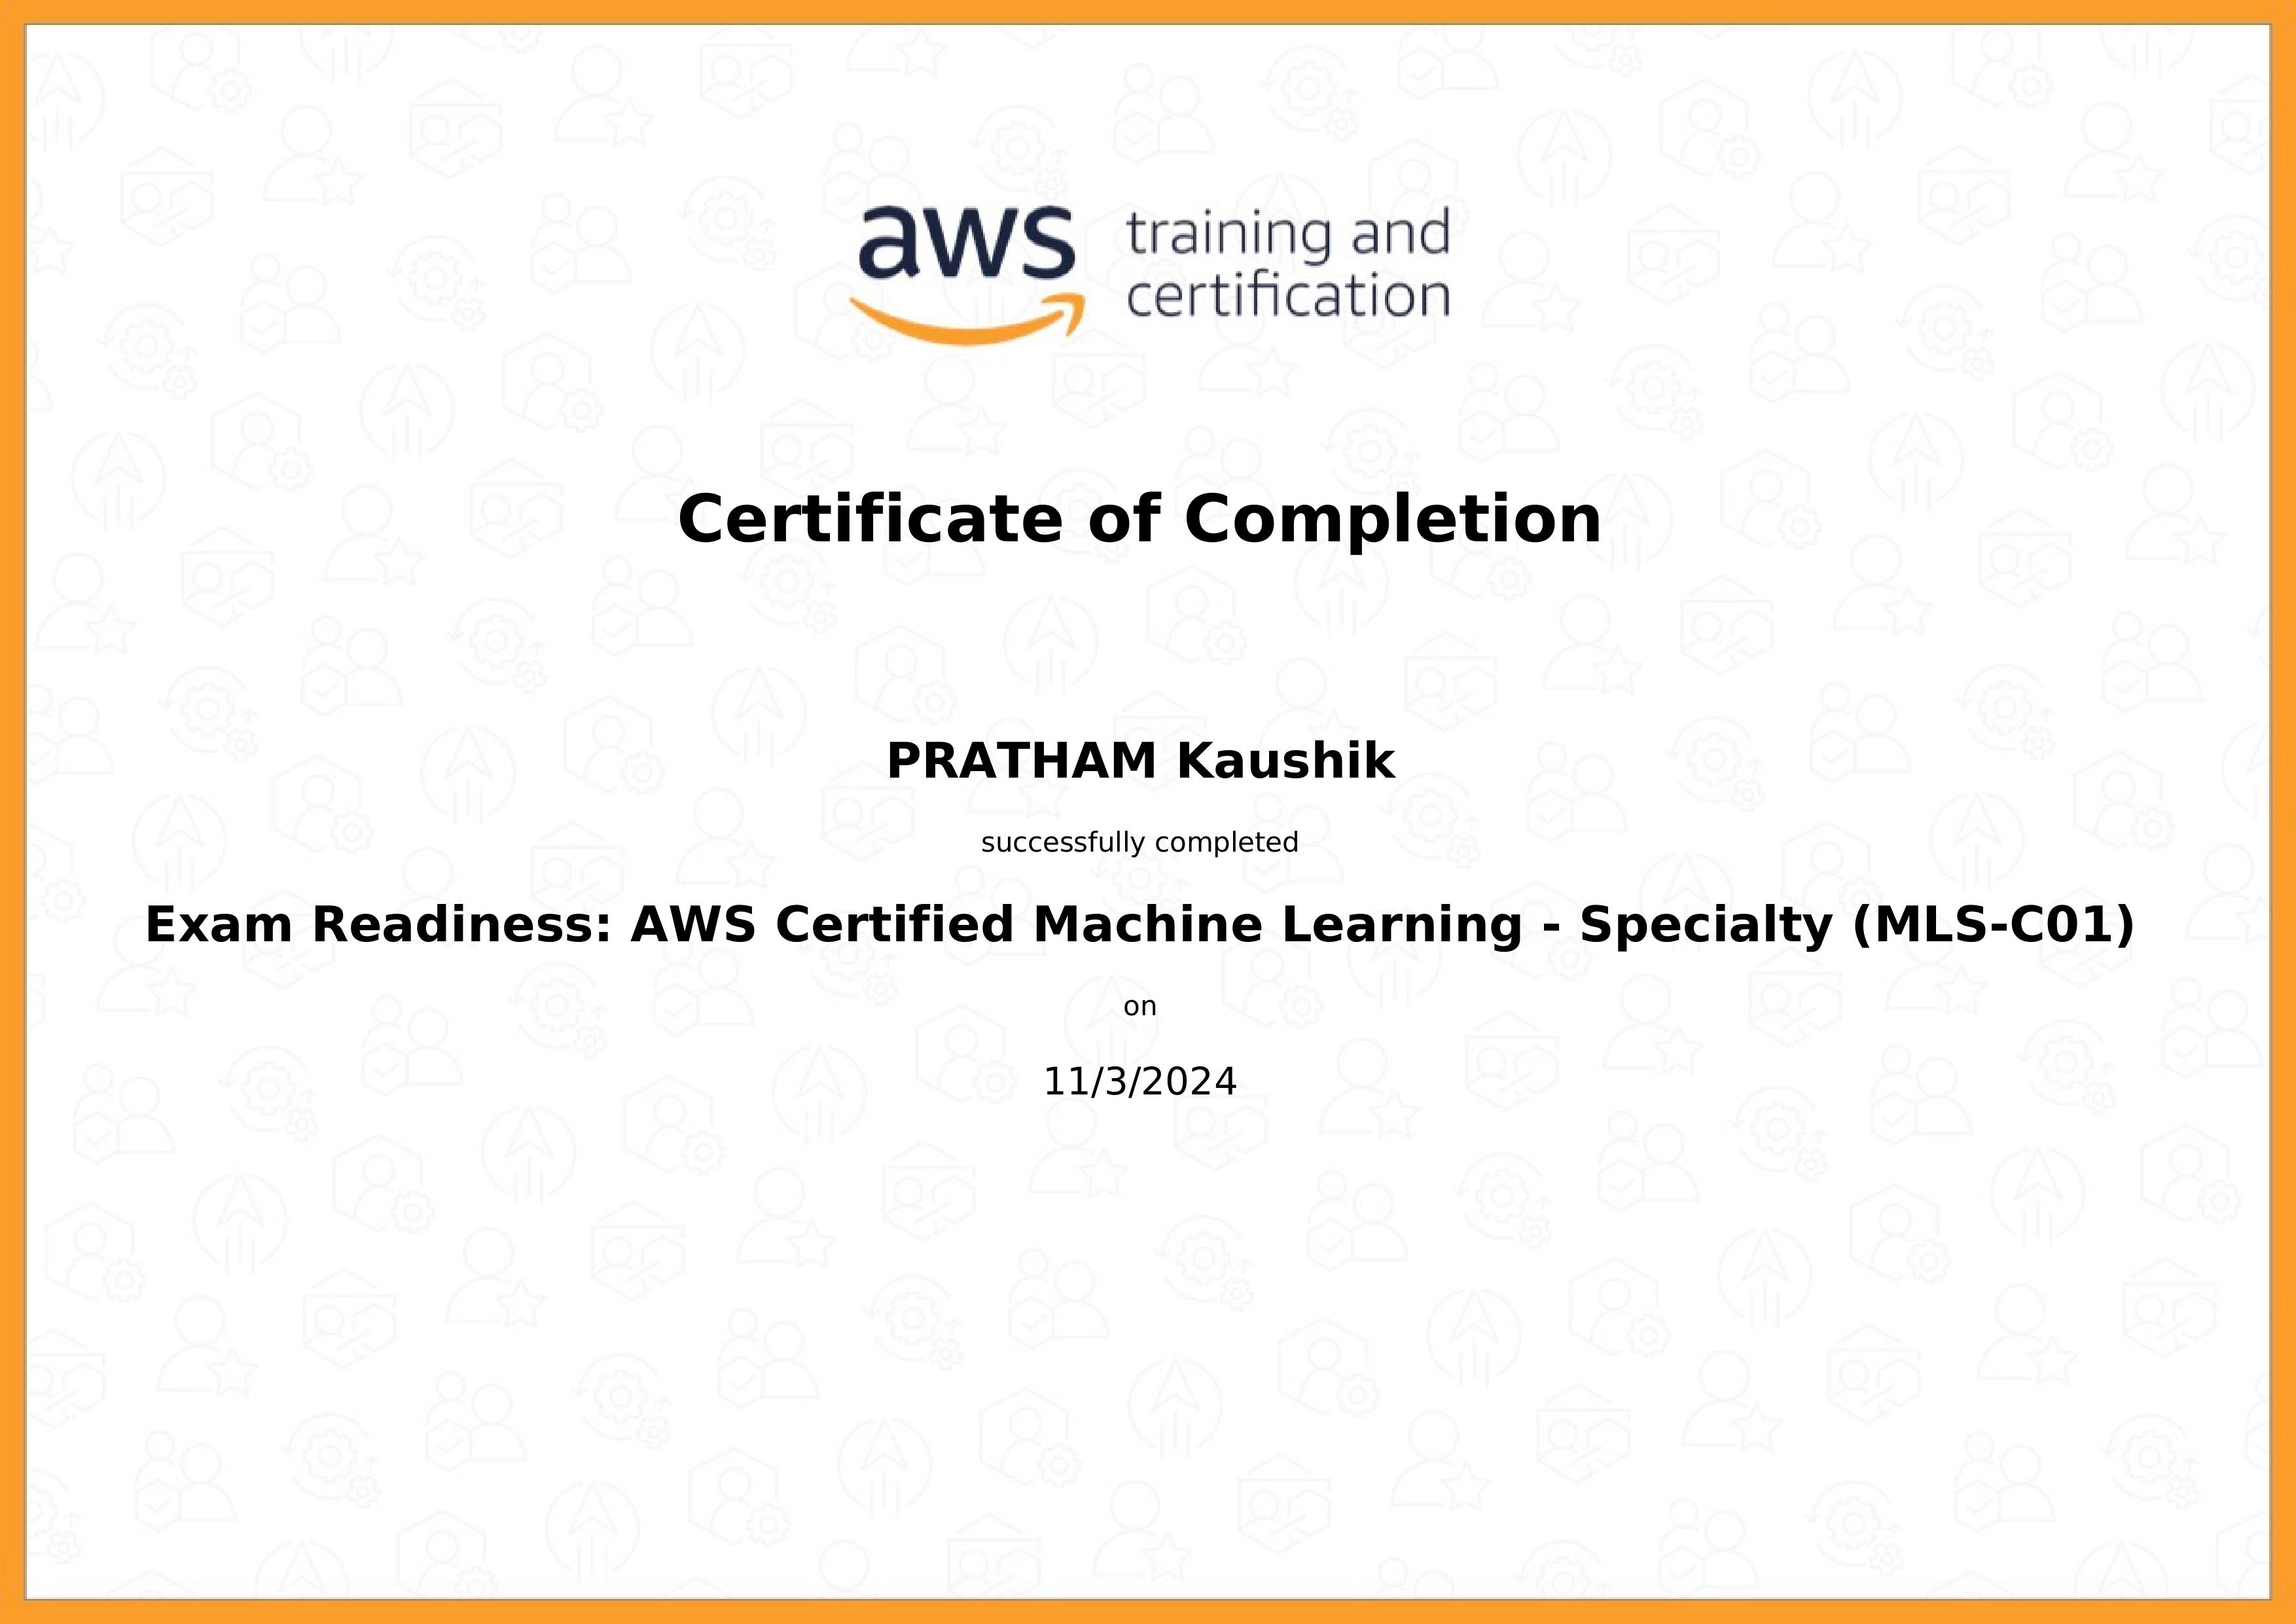 aws training and
certification
Certificate of Completion
PRATHAM Kaushik
successfully completed
Exam Readiness: AWS Certified Machine Learning - Specialty (MLS-C01)
on
11/3/2024